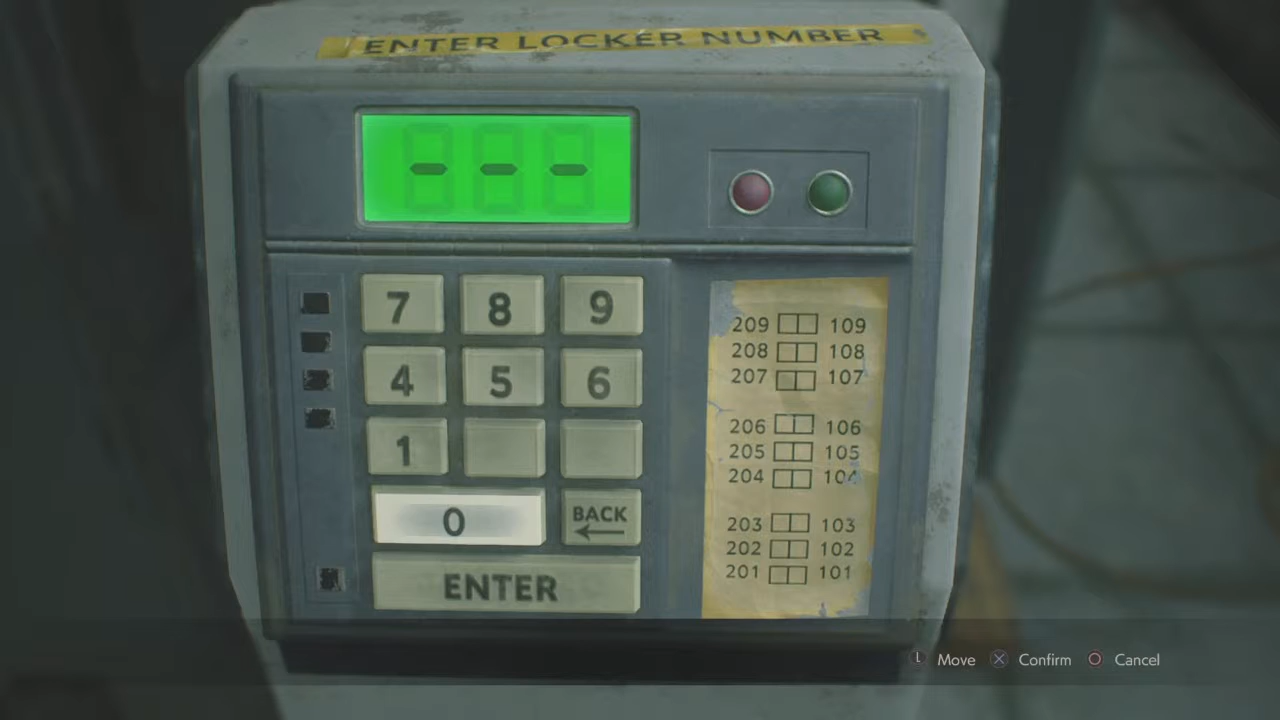 ENTER LOCKER NUMBER
- - -
7 8 9
4 5 6
1
0 BACK
ENTER
209 109
208 108
207 107
206 106
205 105
204 104
203 103
202 102
201 101
L Move X Confirm O Cancel